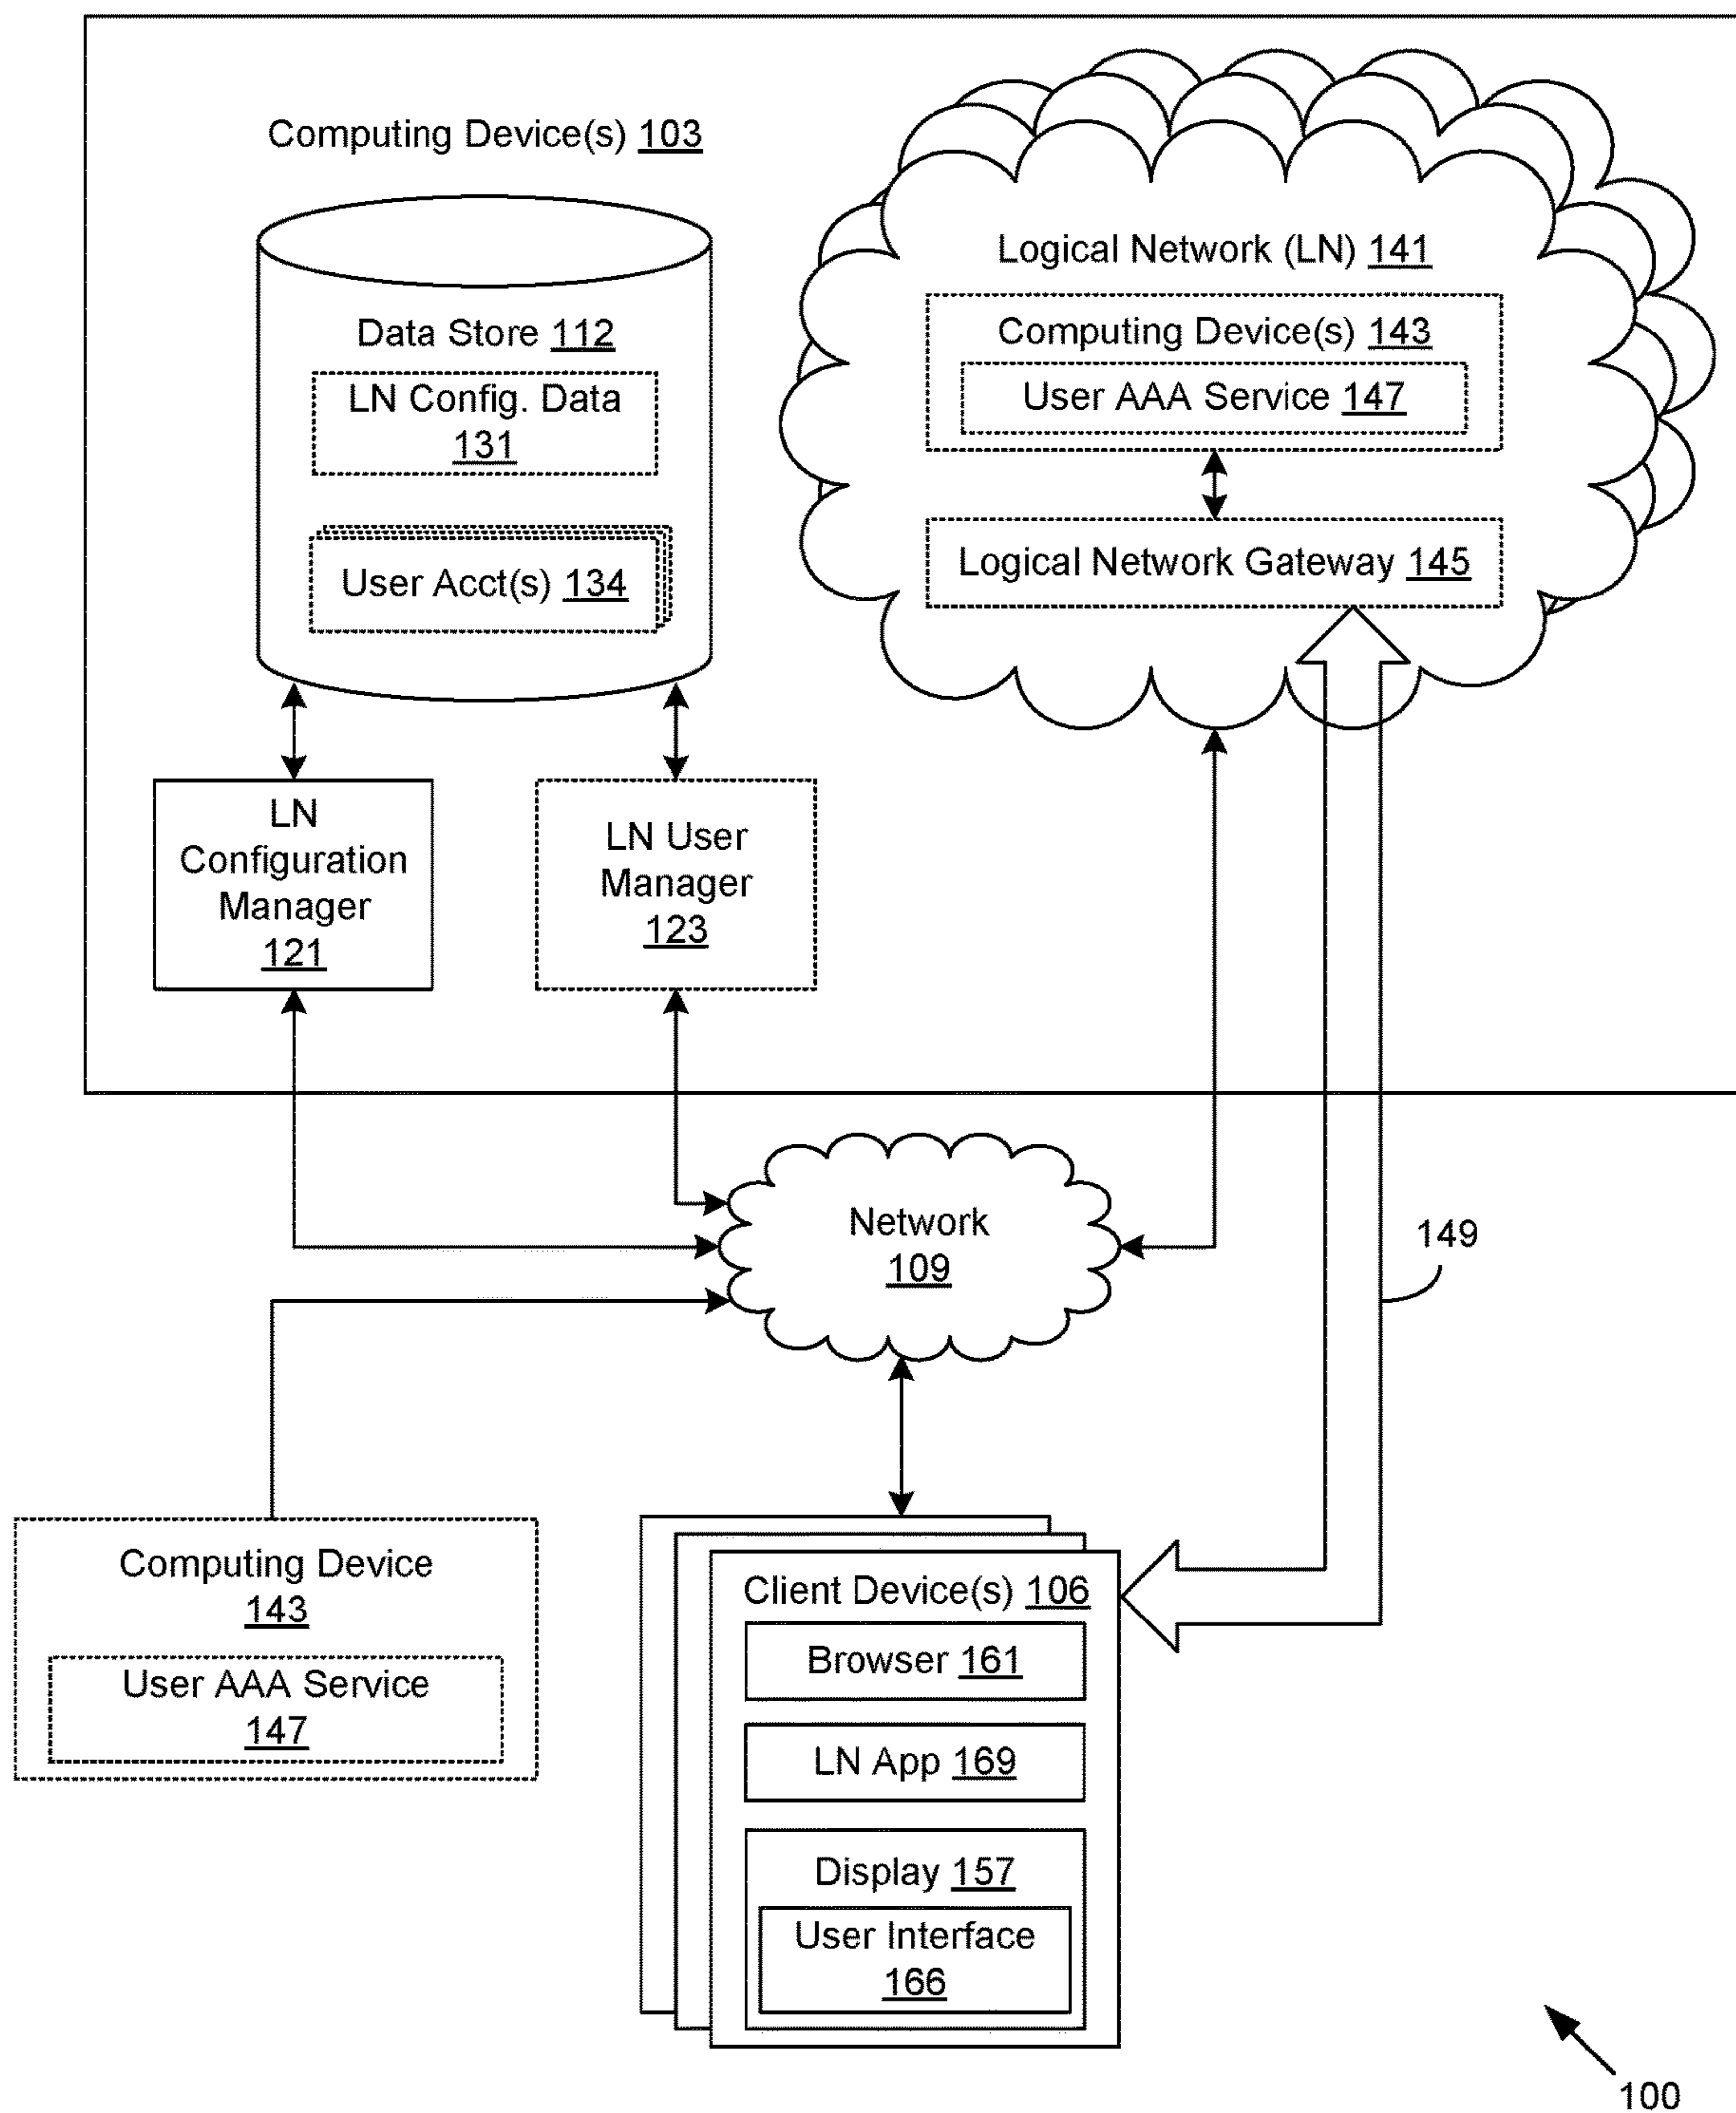 Computing Device(s) 103
Data Store 112
LN Config. Data
131
User Acct(s) 134
Logical Network (LN) 141
Computing Device(s) 143
User AAA Service 147
Logical Network Gateway 145
LN
Configuration
Manager
121
LN User
Manager
123
Network
109
149
Computing Device
143
User AAA Service
147
Client Device(s) 106
Browser 161
LN App 169
Display 157
User Interface
166
100